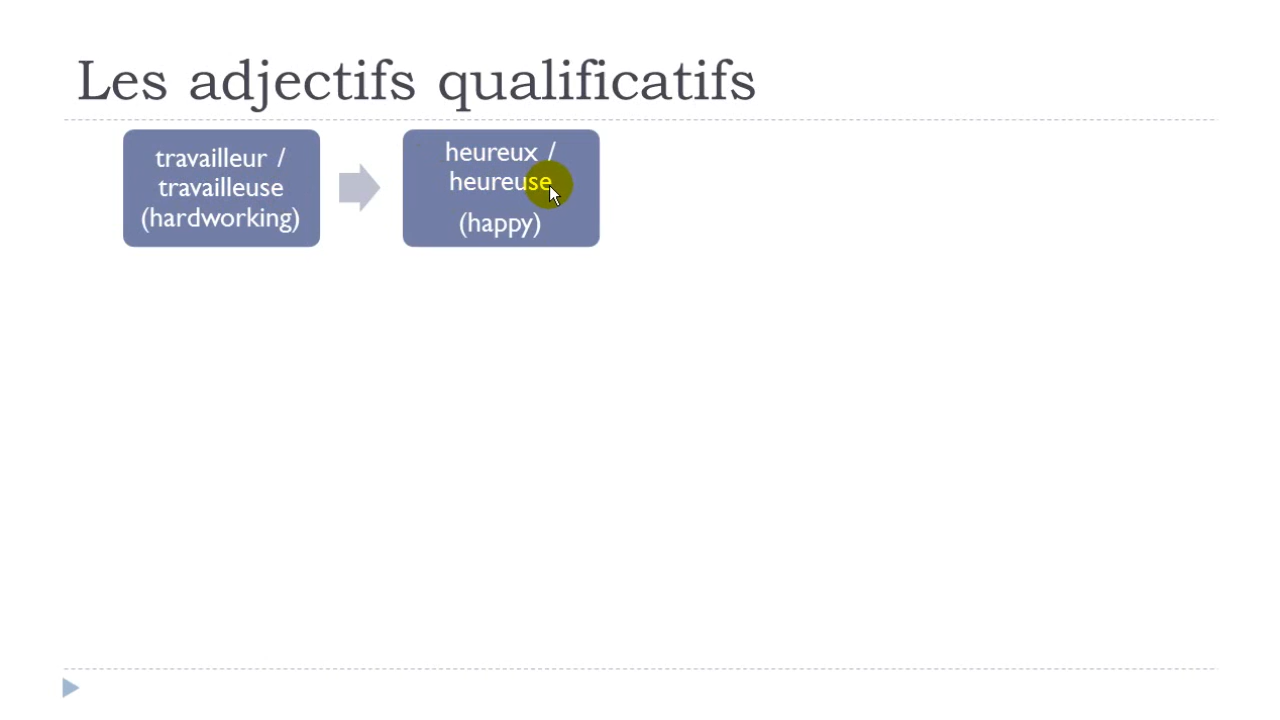 Les adjectifs qualificatifs
travailleur /
travailleuse
(hardworking)
heureux /
heureuse
(happy)